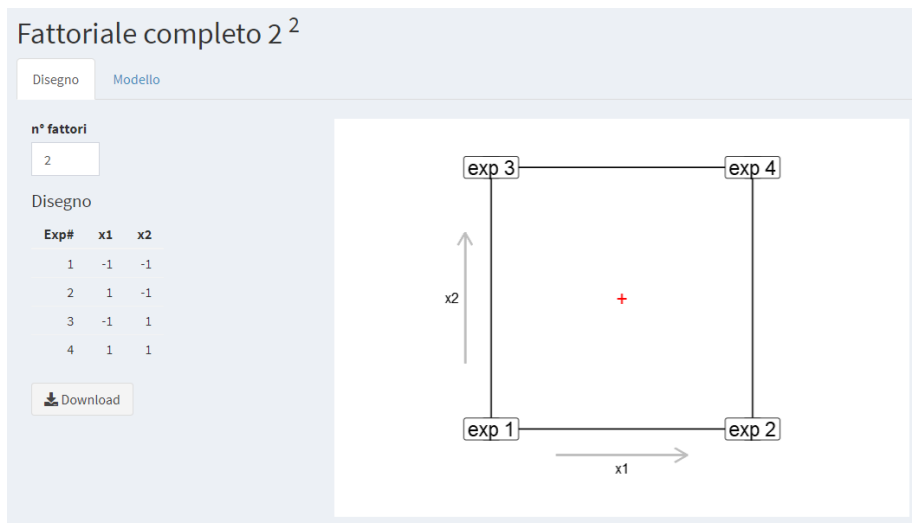 Fattoriale completo 2 2
Disegno Modello
n° fattori
2
Disegno
Exp# x1 x2
1 -1 -1
2 1 -1
3 -1 1
4 1 1
Download
exp 3 exp 4
x2
+
exp 1 exp 2
x1